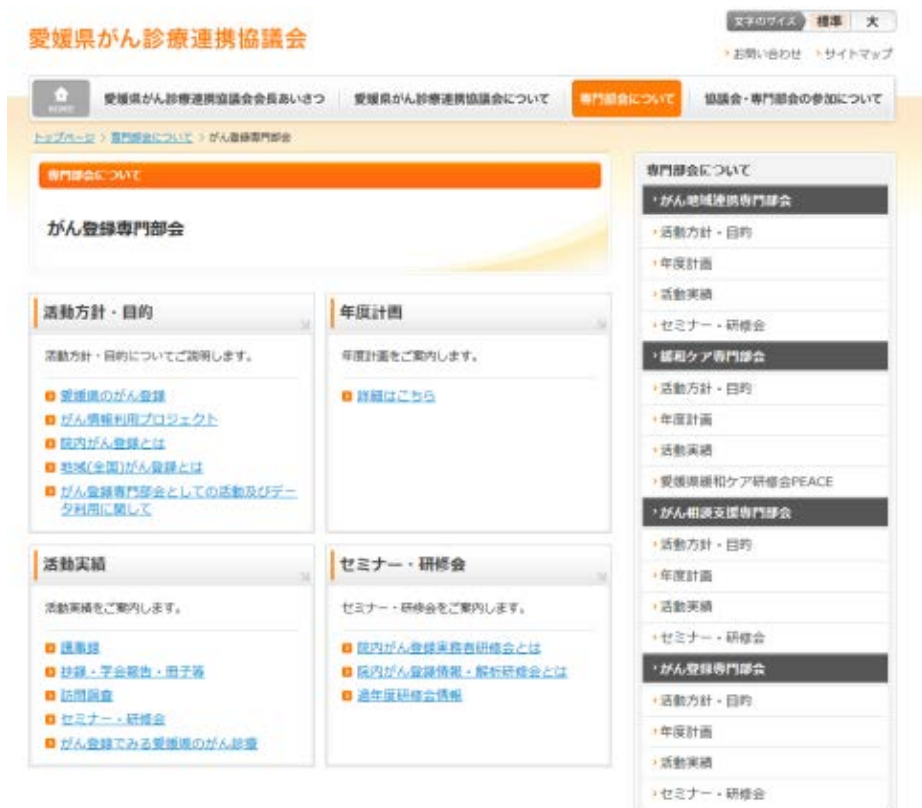 愛媛県がん診療連携協議会
文字のサイズ 標準 大
お問い合わせ サイトマップ
HOME 愛媛県がん診療連携協議会会長あいさつ 愛媛県がん診療連携協議会について 専門部会について 協議会・専門部会の参加について
トップページ > 専門部会について > がん登録専門部会
専門部会について
がん登録専門部会
活動方針・目的
活動方針・目的についてご説明します。
愛媛県のがん登録
がん情報利用プロジェクト
院内がん登録とは
地域(全国)がん登録とは
がん登録専門部会としての活動及びデー
タ利用に関して
年度計画
年度計画をご案内します。
詳細はこちら
活動実績
活動実績をご案内します。
議事録
抄録・学会報告・冊子等
訪問調査
セミナー・研修会
がん登録でみる愛媛県のがん診療
セミナー・研修会
セミナー・研修会をご案内します。
院内がん登録実務者研修会とは
院内がん登録情報・解析研修会とは
過年度研修会情報
専門部会について
がん地域連携専門部会
活動方針・目的
年度計画
活動実績
セミナー・研修会
緩和ケア専門部会
活動方針・目的
年度計画
活動実績
愛媛県緩和ケア研修会PEACE
がん相談支援専門部会
活動方針・目的
年度計画
活動実績
セミナー・研修会
がん登録専門部会
活動方針・目的
年度計画
活動実績
セミナー・研修会